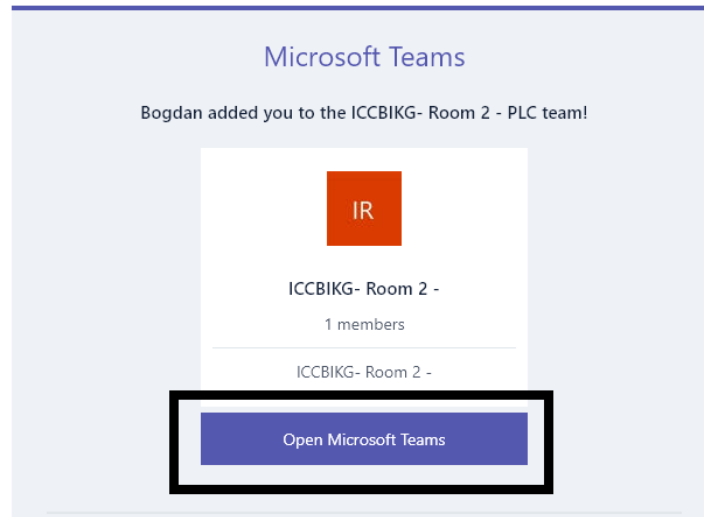 Microsoft Teams
Bogdan added you to the ICCBIKG- Room 2 - PLC team!
IR
ICCBIKG- Room 2 -
1 members
ICCBIKG- Room 2 -
Open Microsoft Teams